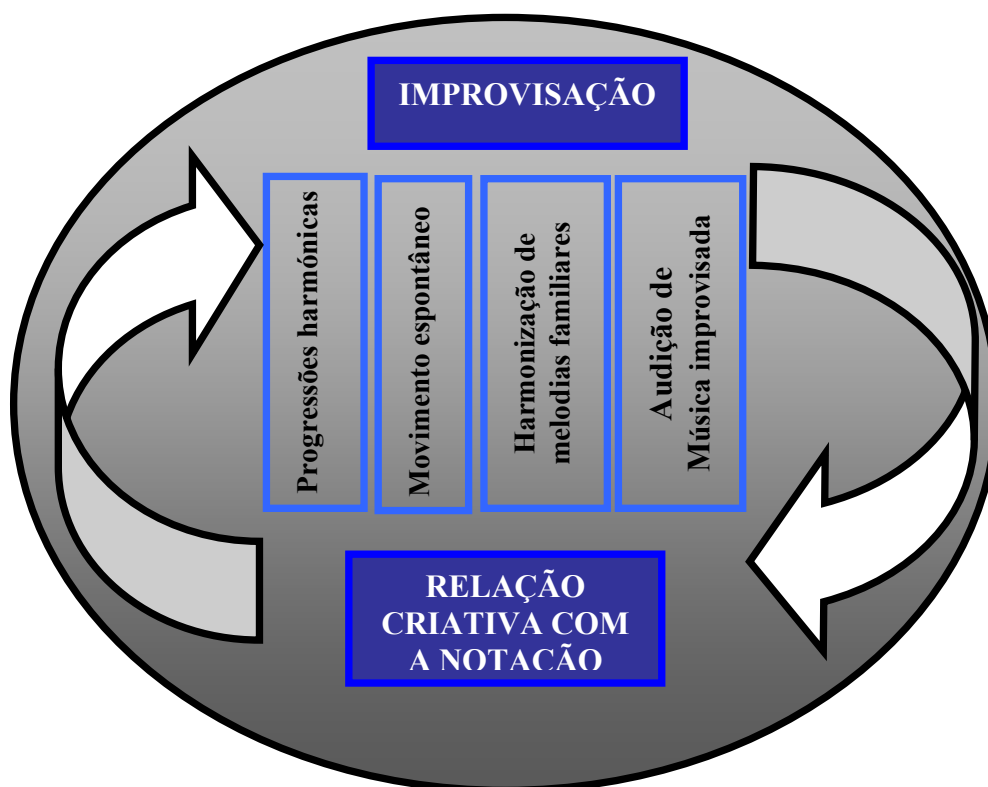 IMPROVISAÇÃO
Progressões harmónicas
Movimento espontâneo
Harmonização de
melodias familiares
Audição de
Música improvisada
RELAÇÃO
CRIATIVA COM
A NOTAÇÃO